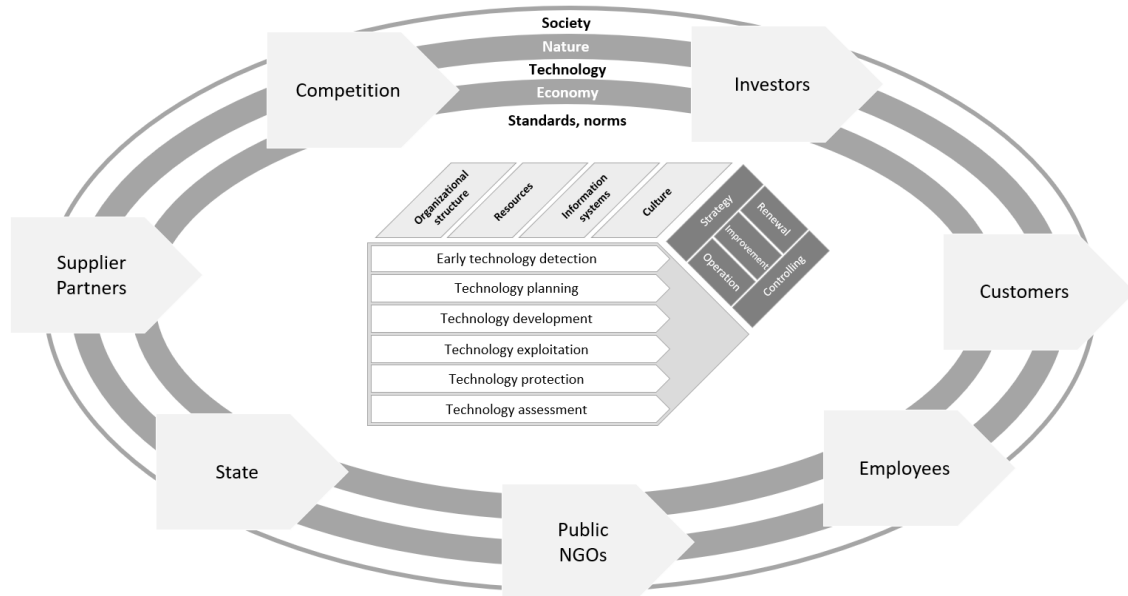 Society
Nature
Technology
Economy
Standards, norms
Competition
Investors
Supplier
Partners
Customers
State
Employees
Public
NGOs
Organizational
structure
Resources
Information
systems
Culture
Strategy
Renewal
Improvement
Operation
Controlling
Early technology detection
Technology planning
Technology development
Technology exploitation
Technology protection
Technology assessment